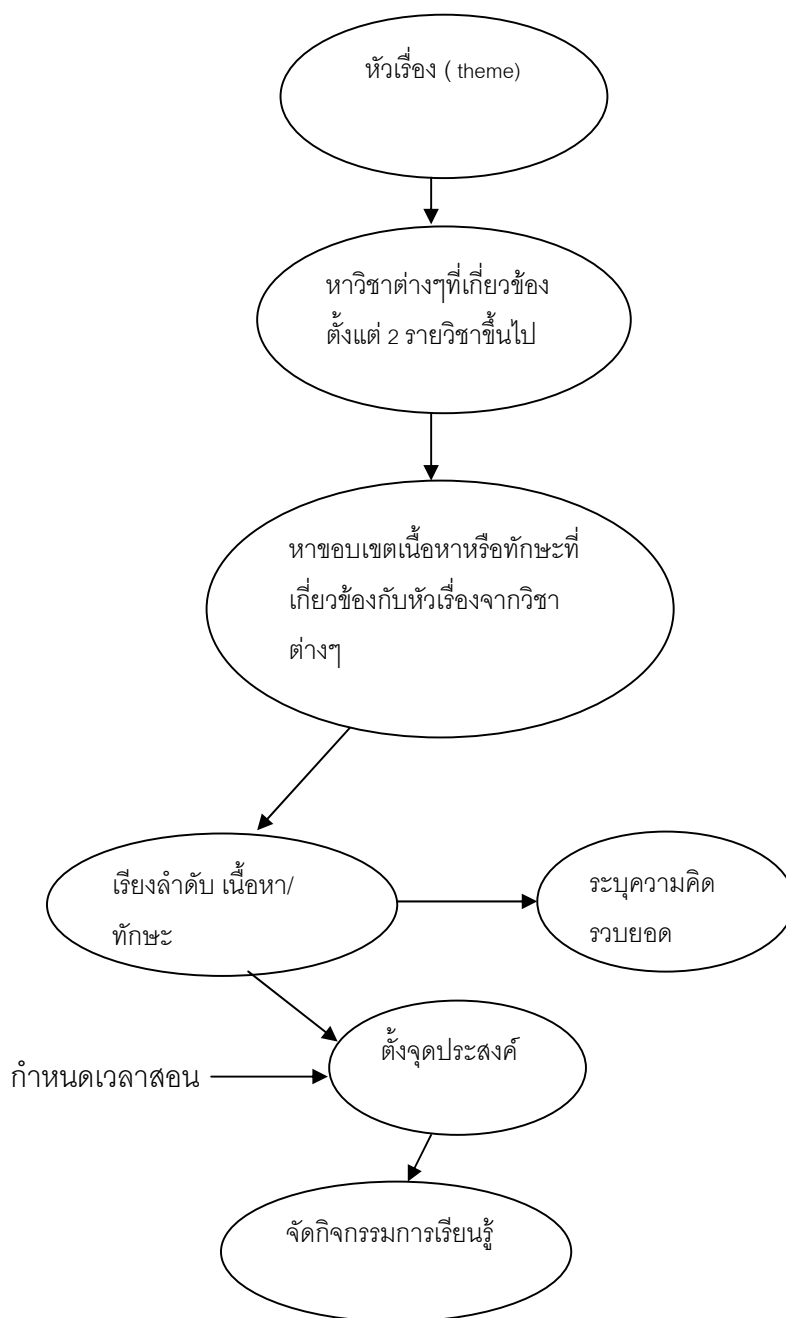 หัวเรื่อง ( theme)
หาวิชาต่างๆที่เกี่ยวข้อง
ตั้งแต่ 2 รายวิชาขึ้นไป
หาขอบเขตเนื้อหาหรือทักษะที่
เกี่ยวข้องกับหัวเรื่องจากวิชา
ต่างๆ
เรียงลำดับ เนื้อหา/
ทักษะ
ระบุความคิด
รวบยอด
ตั้งจุดประสงค์
กำหนดเวลาสอน
จัดกิจกรรมการเรียนรู้